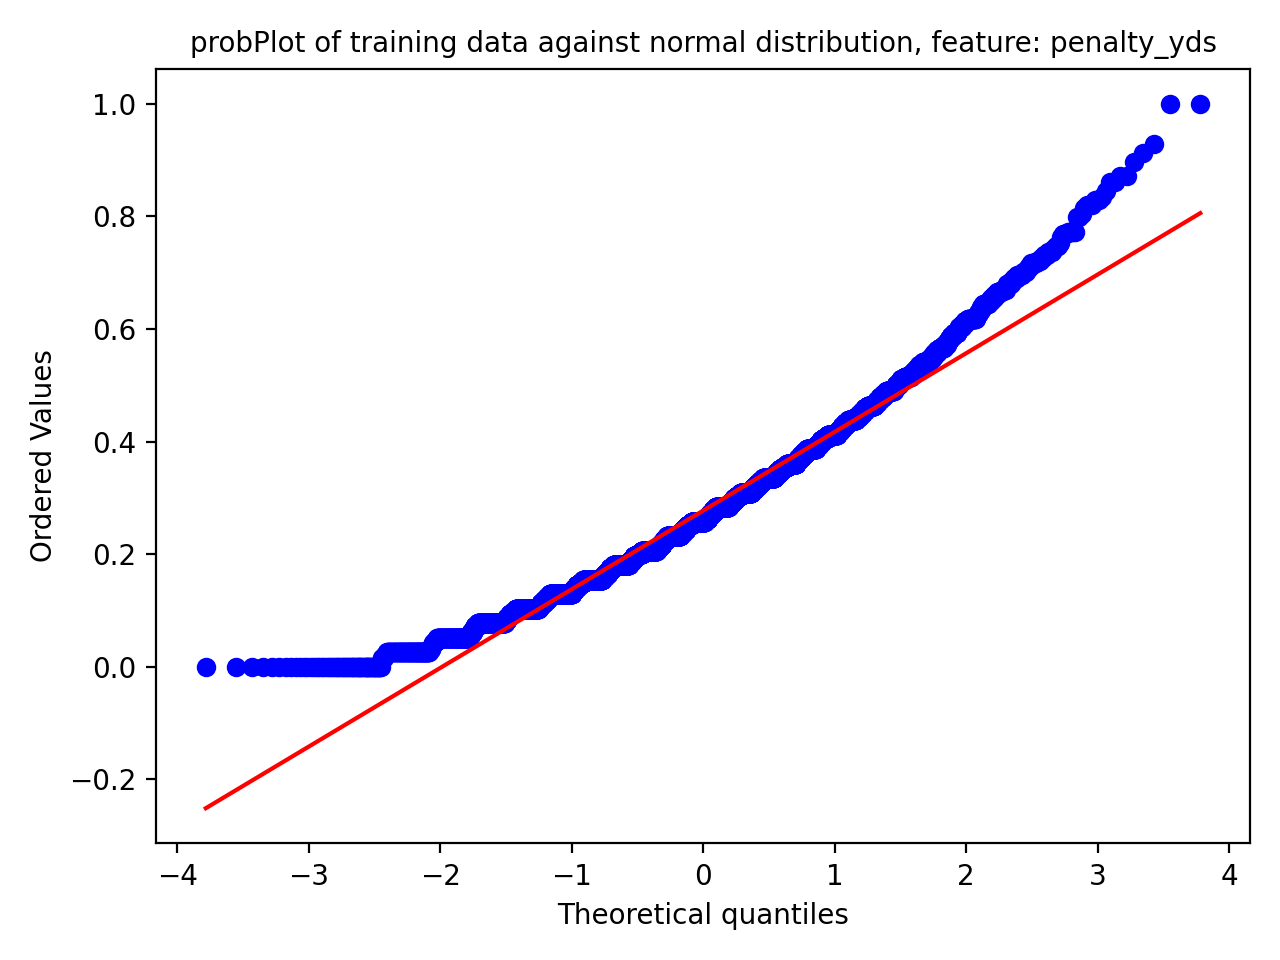 probPlot of training data against normal distribution, feature: penalty_yds
1.0
0.8
0.6
0.4
0.2
0.0
−0.2
Ordered Values
−4 −3 −2 −1 0 1 2 3 4
Theoretical quantiles